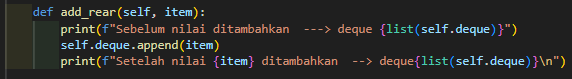 def add_rear(self, item):
    print(f"Sebelum nilai ditambahkan  ---> deque {list(self.deque)}")
    self.deque.append(item)
    print(f"Setelah nilai {item} ditambahkan  --> deque{list(self.deque)}\n")